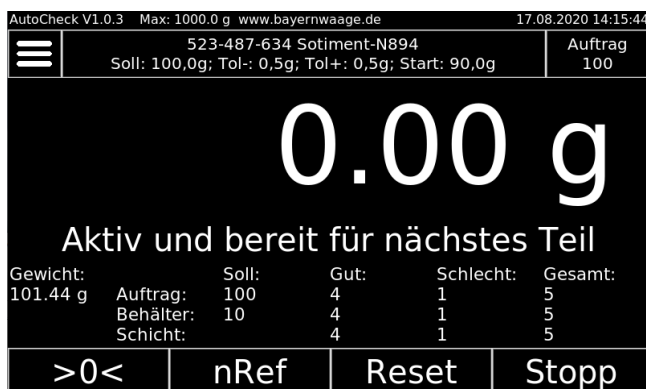 AutoCheck V1.0.3 Max: 1000.0 g www.bayernwaage.de 17.08.2020 14:15:44
523-487-634 Sotiment-N894
Soll: 100,0g; Tol-: 0,5g; Tol+: 0,5g; Start: 90,0g
Auftrag
100
0.00 g
Aktiv und bereit für nächstes Teil
Gewicht: Soll: Gut: Schlecht: Gesamt:
101.44 g Auftrag: 100 4 1 5
Behälter: 10 4 1 5
Schicht: 4 1 5
>0< nRef Reset Stopp